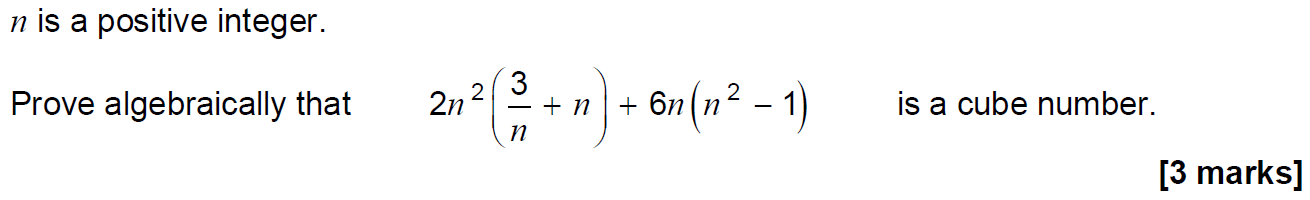 n is a positive integer.
Prove algebraically that 2n²(3/n + n) + 6n(n² − 1) is a cube number.
[3 marks]